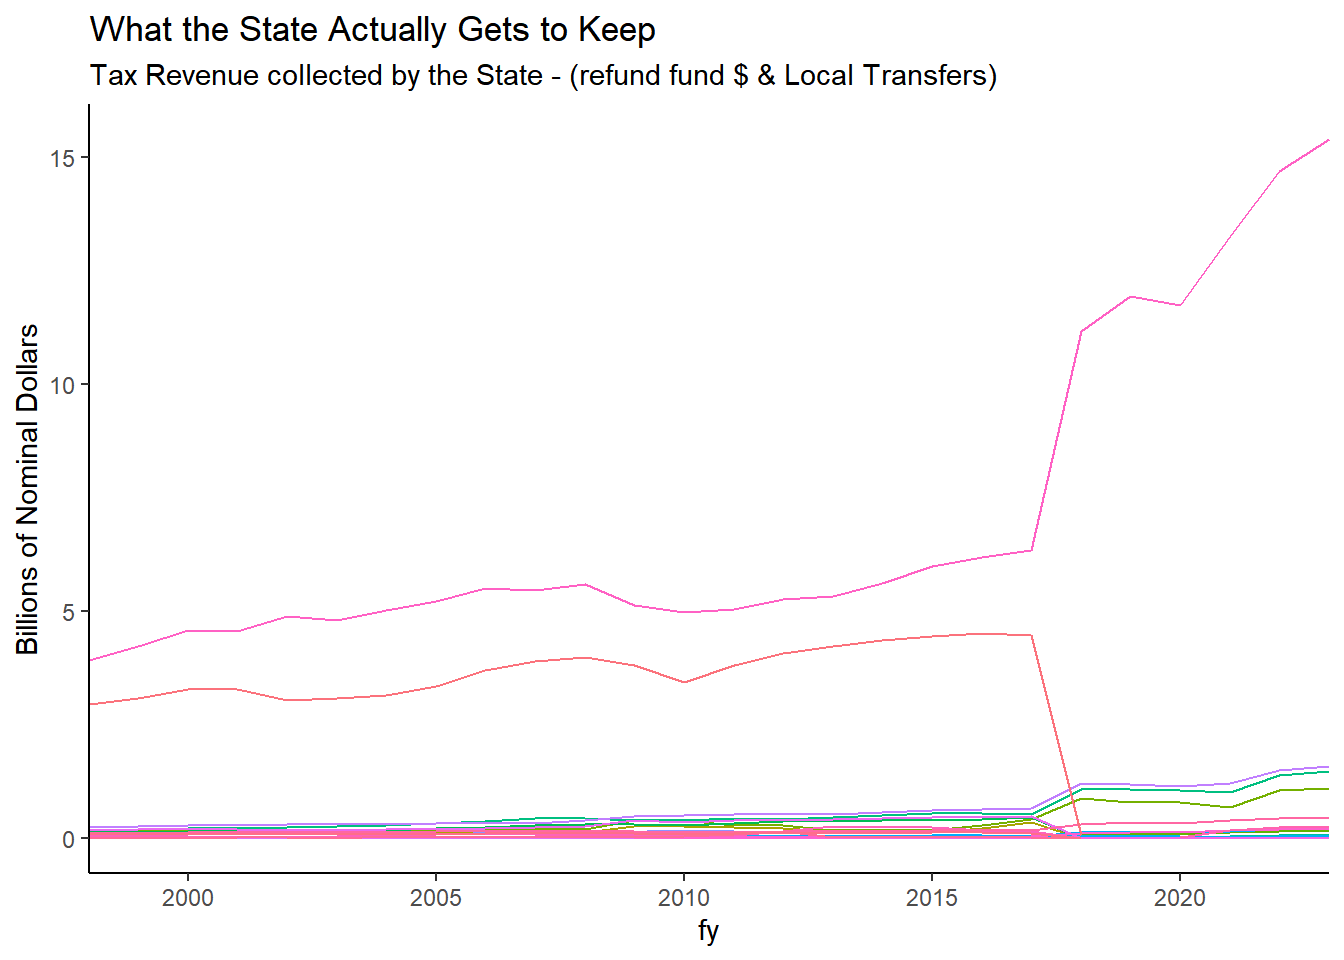 What the State Actually Gets to Keep
Tax Revenue collected by the State - (refund fund $ & Local Transfers)
Billions of Nominal Dollars
15
10
5
0
2000
2005
2010
2015
2020
fy